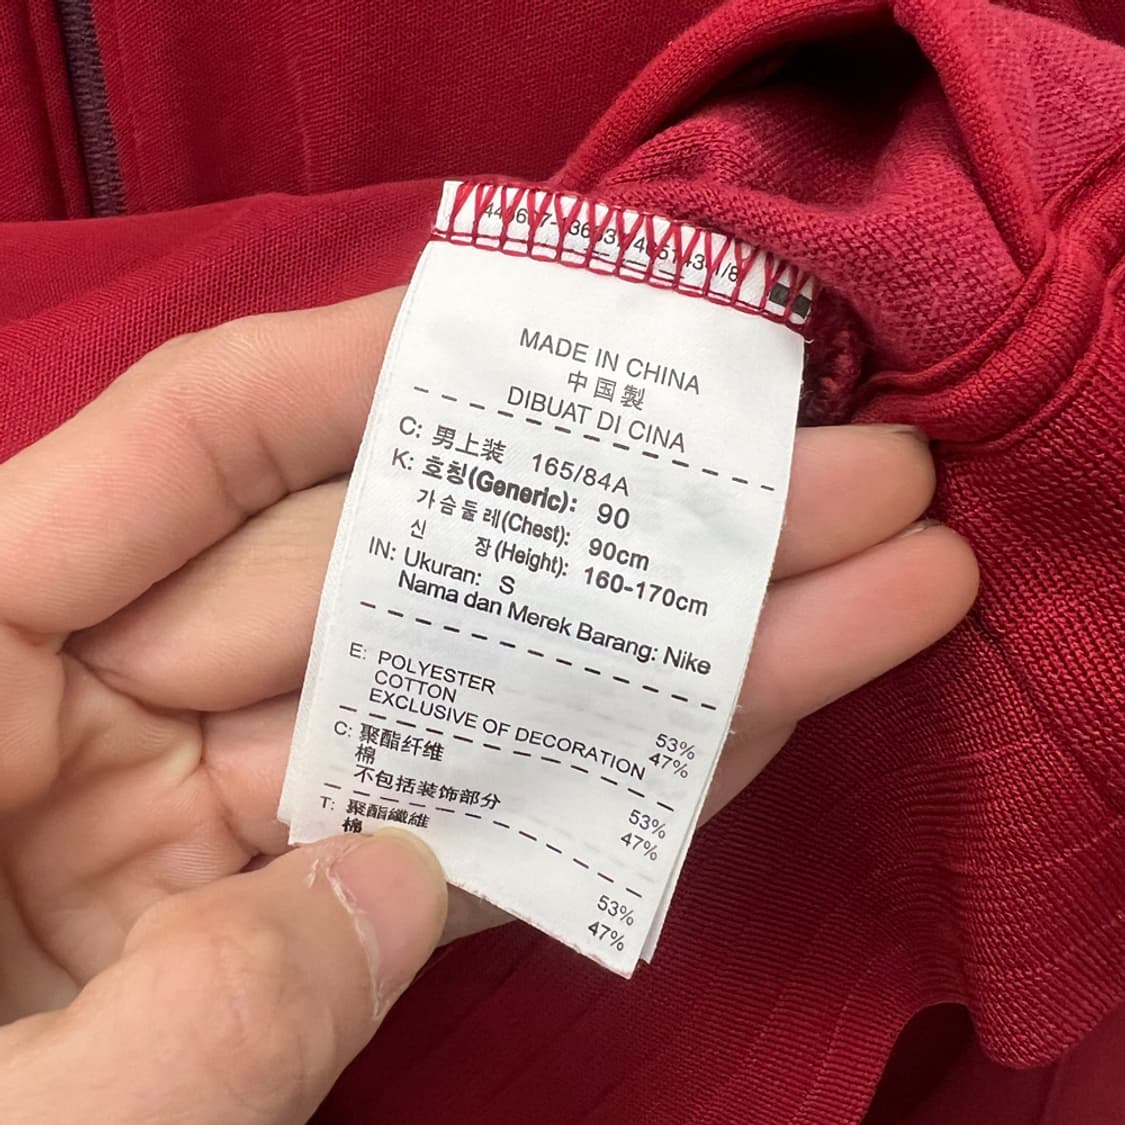 MADE IN CHINA
中国製
DIBUAT DI CINA
C: 男上装 165/84A
K: 호칭(Generic): 90
가슴둘레(Chest): 90cm
신 장(Height): 160-170cm
IN: Ukuran: S
Nama dan Merek Barang: Nike
E: POLYESTER 53%
COTTON 47%
EXCLUSIVE OF DECORATION
C: 聚酯纤维 53%
棉 47%
不包括装饰部分
T: 聚酯纖維 53%
棉 47%